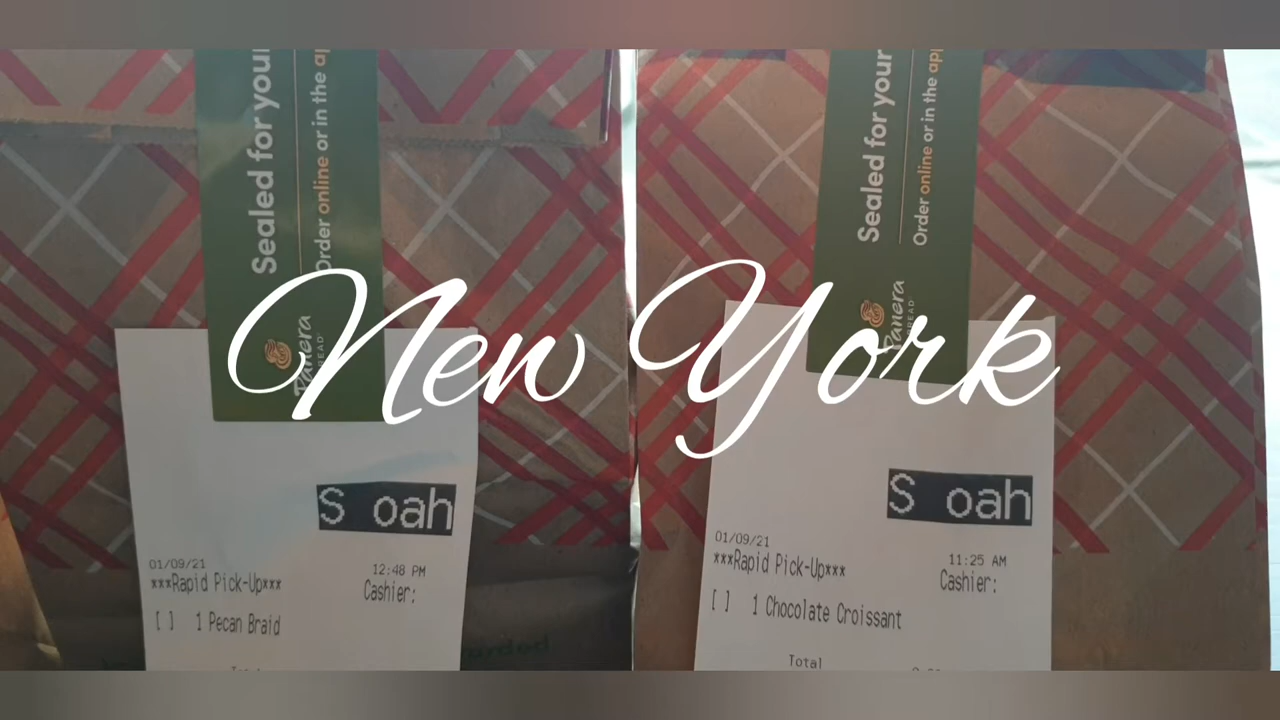 Sealed for your
Order online or in the ap
Panera
BREAD
Sealed for your
Order online or in the app
Panera
BREAD
New York
S oah
01/09/21 12:48 PM
***Rapid Pick-Up*** Cashier:
[ ] 1 Pecan Braid
S oah
01/09/21 11:25 AM
***Rapid Pick-Up*** Cashier:
[ ] 1 Chocolate Croissant
Total